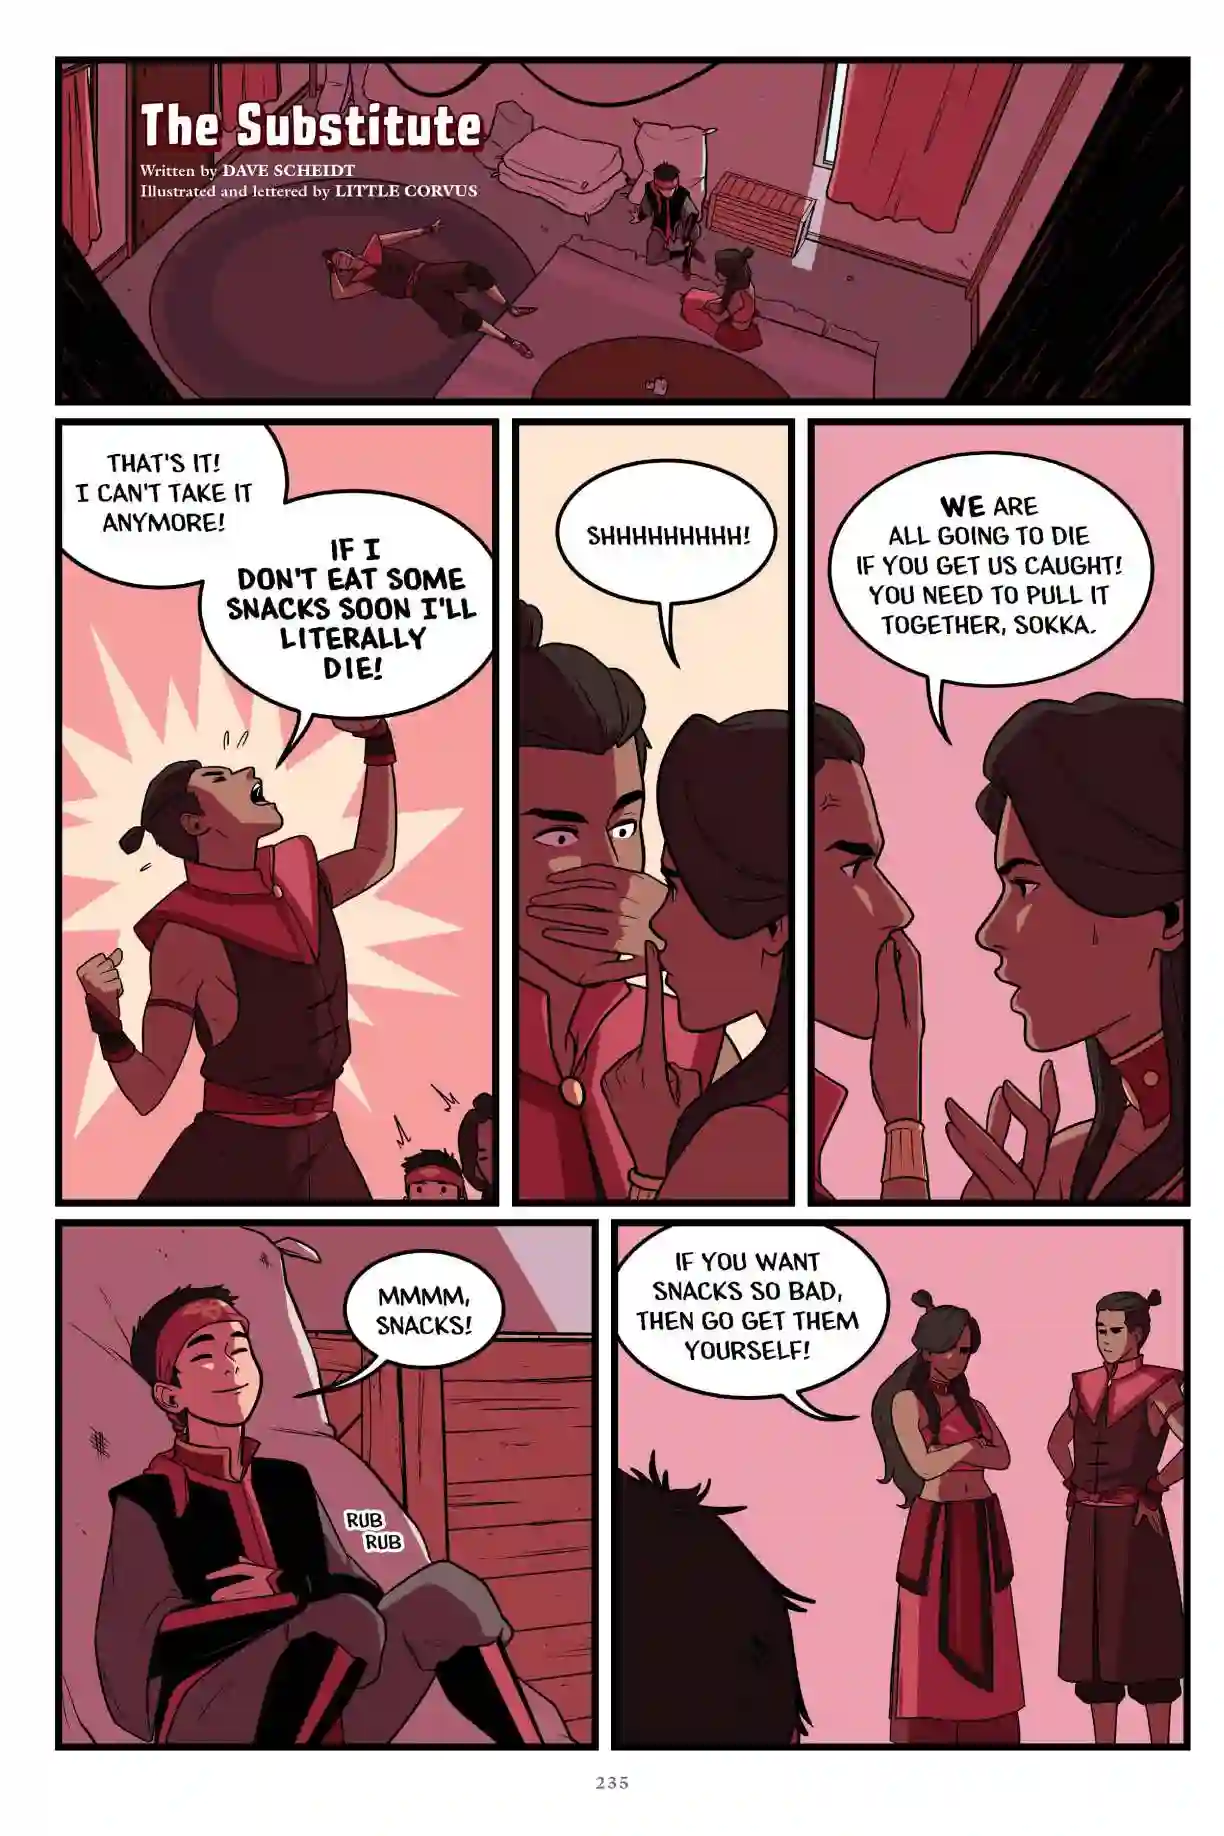 The Substitute
Written by DAVE SCHEIDT
Illustrated and lettered by LITTLE CORVUS
THAT'S IT!
I CAN'T TAKE IT
ANYMORE!
IF I
DON'T EAT SOME
SNACKS SOON I'LL
LITERALLY
DIE!
SHHHHHHHHH!
WE ARE
ALL GOING TO DIE
IF YOU GET US CAUGHT!
YOU NEED TO PULL IT
TOGETHER, SOKKA.
MMMM,
SNACKS!
RUB
RUB
IF YOU WANT
SNACKS SO BAD,
THEN GO GET THEM
YOURSELF!
235